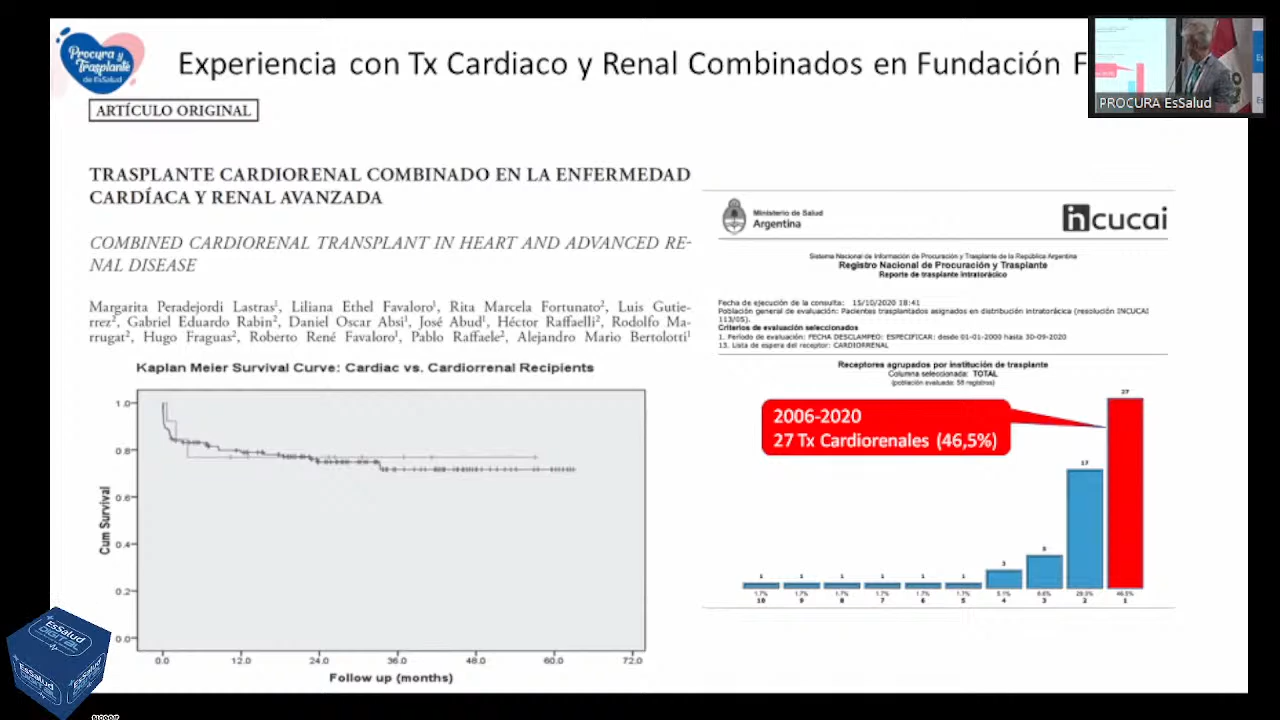 Procura y
Trasplante
de EsSalud
Experiencia con Tx Cardiaco y Renal Combinados en Fundación F
PROCURA EsSalud
ARTÍCULO ORIGINAL
TRASPLANTE CARDIORENAL COMBINADO EN LA ENFERMEDAD
CARDÍACA Y RENAL AVANZADA
COMBINED CARDIORENAL TRANSPLANT IN HEART AND ADVANCED RE-
NAL DISEASE
Margarita Peradejordi Lastras¹, Liliana Ethel Favaloro¹, Rita Marcela Fortunato², Luis Gutie-
rrez², Gabriel Eduardo Rabin², Daniel Oscar Absi¹, José Abud¹, Héctor Raffaelli², Rodolfo Ma-
rrugat², Hugo Fraguas², Roberto René Favaloro¹, Pablo Raffaele², Alejandro Mario Bertolotti¹
Kaplan Meier Survival Curve: Cardiac vs. Cardiorrenal Recipients
Cum Survival
1.0
0.8
0.6
0.4
0.2
0.0
0.0 12.0 24.0 36.0 48.0 60.0 72.0
Follow up (months)
Ministerio de Salud
Argentina
incucai
Sistema Nacional de Información de Procuración y Trasplante de la República Argentina
Registro Nacional de Procuración y Trasplante
Reporte de trasplante intratorácico
Fecha de ejecución de la consulta: 15/10/2020 18:41
Población general de evaluación: Pacientes trasplantados asignados en distribución intratorácica (resolución INCUCAI
113/05).
Criterios de evaluación seleccionados
1. Período de evaluación: FECHA DESCLAMPEO: ESPECIFICAR: desde 01-01-2000 hasta 30-09-2020
13. Lista de espera del receptor: CARDIORRENAL
Receptores agrupados por institución de trasplante
Columna seleccionada: TOTAL
(población evaluada: 58 registros)
2006-2020
27 Tx Cardiorenales (46,5%)
1 1 1 1 1 1 3 17 27
1.7% 1.7% 1.7% 1.7% 1.7% 1.7% 5.1% 8.6% 29.3% 46.5%
10 9 8 7 6 5 4 3 2 1
EsSalud
DIGITAL
EsSalud